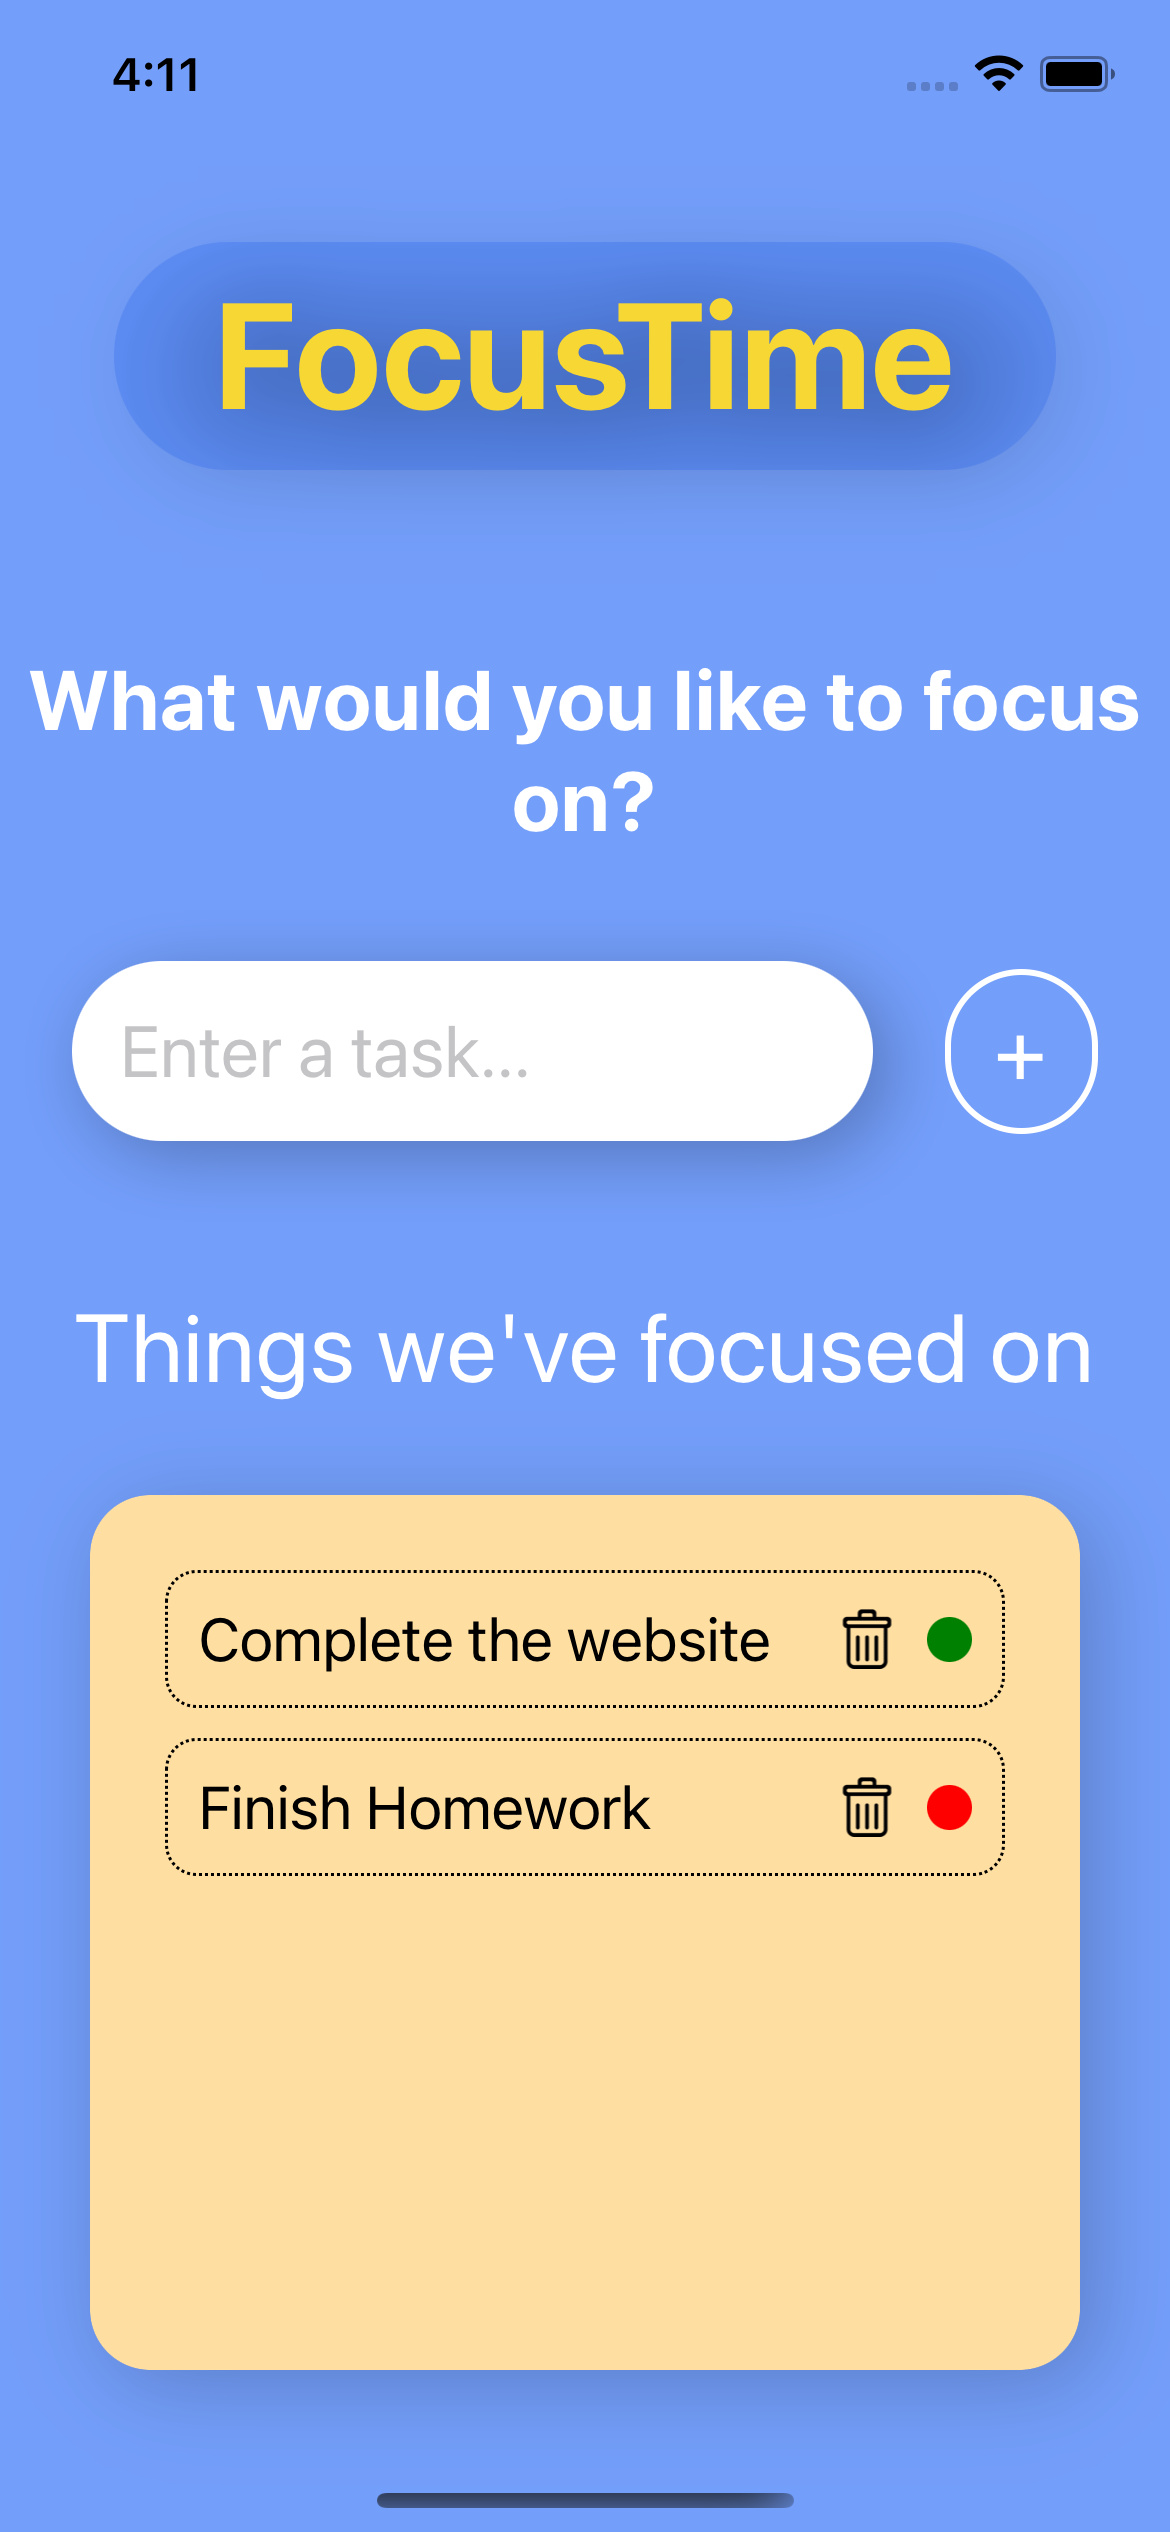 4:11
FocusTime
What would you like to focus
on?
Enter a task...
+
Things we've focused on
Complete the website
Finish Homework